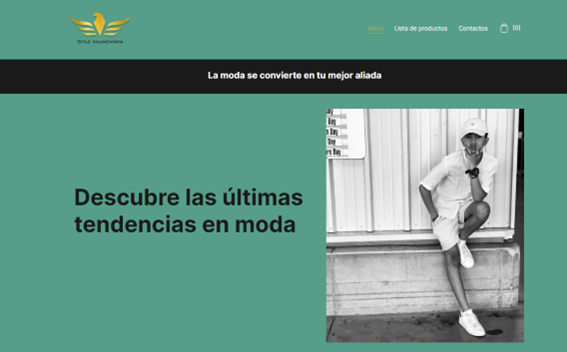 STYLE INDUMENTARIA
Inicio Lista de productos Contactos (0)
La moda se convierte en tu mejor aliada
Descubre las últimas
tendencias en moda